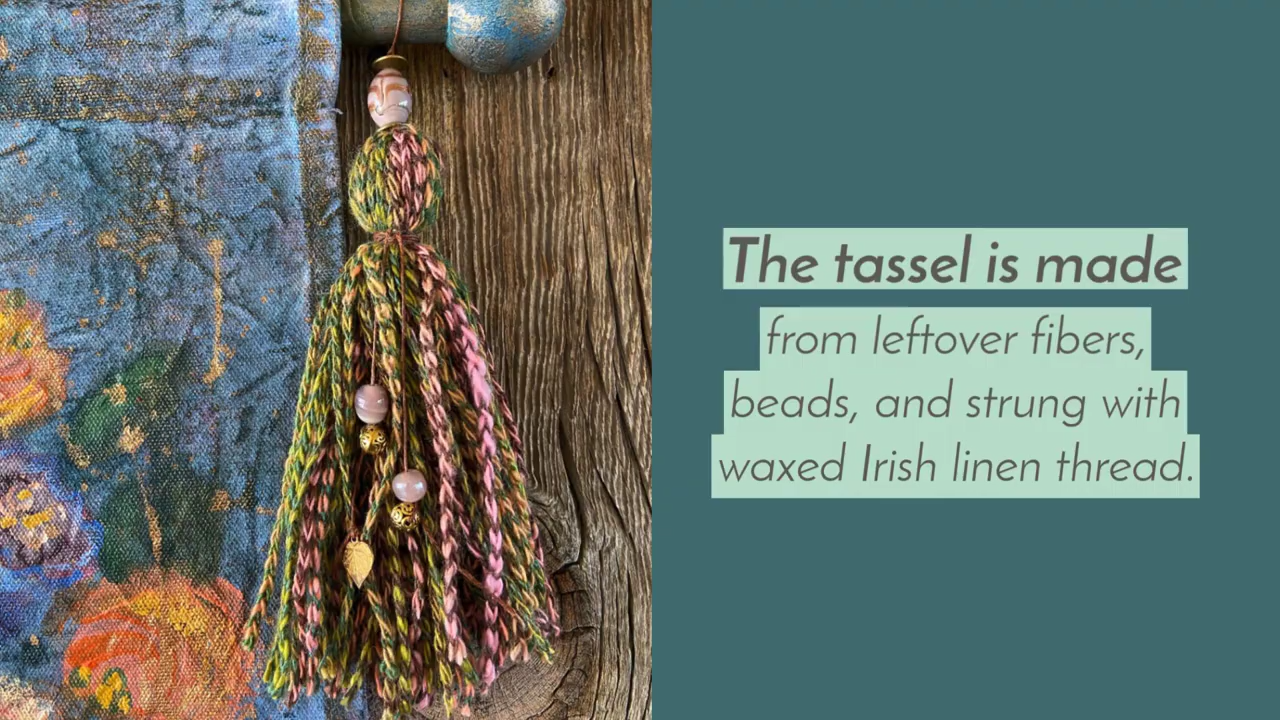 The tassel is made
from leftover fibers,
beads, and strung with
waxed Irish linen thread.